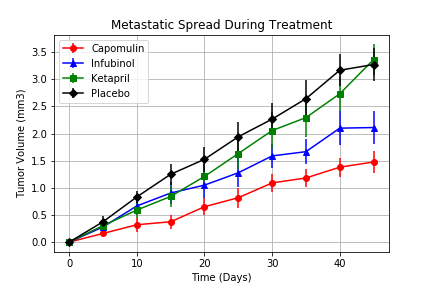 Metastatic Spread During Treatment
Capomulin
Infubinol
Ketapril
Placebo
Tumor Volume (mm3)
3.5
3.0
2.5
2.0
1.5
1.0
0.5
0.0
0 10 20 30 40
Time (Days)